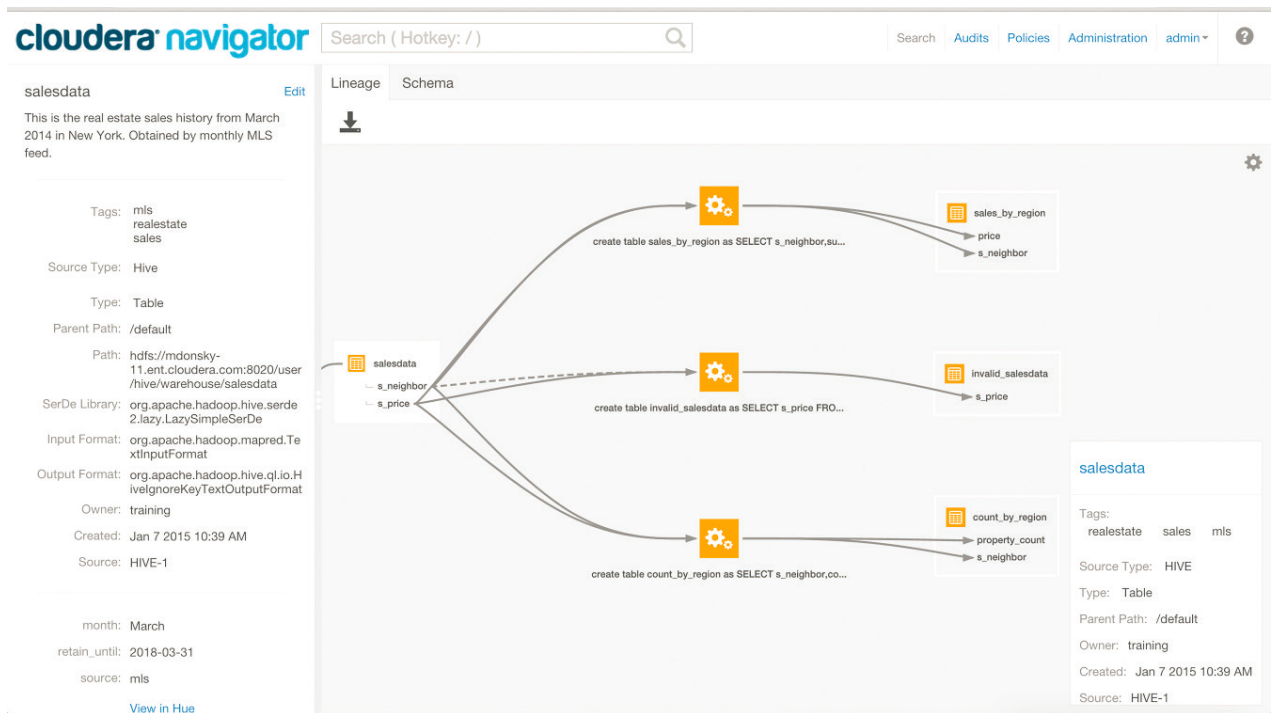 cloudera navigator
Search ( Hotkey: / )
Search Audits Policies Administration admin
?
salesdata Edit
This is the real estate sales history from March
2014 in New York. Obtained by monthly MLS
feed.
Tags: mls
realestate
sales
Source Type: Hive
Type: Table
Parent Path: /default
Path: hdfs://mdonsky-
11.ent.cloudera.com:8020/user
/hive/warehouse/salesdata
SerDe Library: org.apache.hadoop.hive.serde
2.lazy.LazySimpleSerDe
Input Format: org.apache.hadoop.mapred.Te
xtInputFormat
Output Format: org.apache.hadoop.hive.ql.io.H
iveIgnoreKeyTextOutputFormat
Owner: training
Created: Jan 7 2015 10:39 AM
Source: HIVE-1
month: March
retain_until: 2018-03-31
source: mls
View in Hue
Lineage Schema
salesdata
s_neighbor
s_price
create table sales_by_region as SELECT s_neighbor,su...
sales_by_region
price
s_neighbor
create table invalid_salesdata as SELECT s_price FRO...
invalid_salesdata
s_price
create table count_by_region as SELECT s_neighbor,co...
count_by_region
property_count
s_neighbor
salesdata
Tags:
realestate sales mls
Source Type: HIVE
Type: Table
Parent Path: /default
Owner: training
Created: Jan 7 2015 10:39 AM
Source: HIVE-1